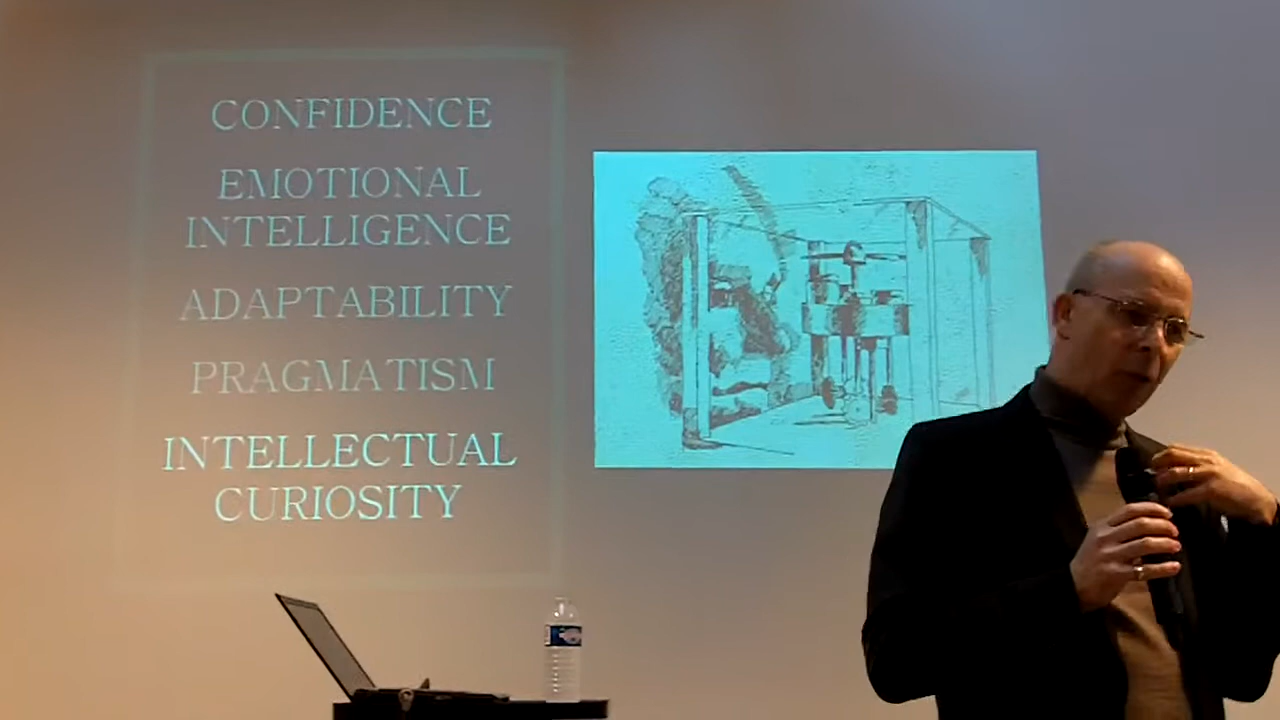 CONFIDENCE
EMOTIONAL
INTELLIGENCE
ADAPTABILITY
PRAGMATISM
INTELLECTUAL
CURIOSITY